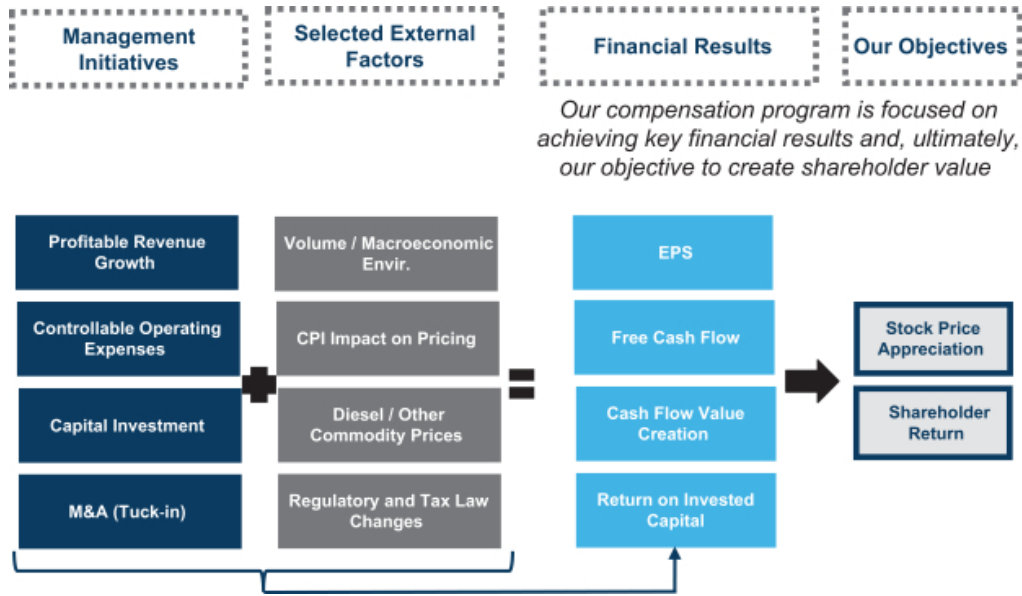 Management
Initiatives
Selected External
Factors
Financial Results
Our Objectives
Our compensation program is focused on
achieving key financial results and, ultimately,
our objective to create shareholder value
Profitable Revenue
Growth
Controllable Operating
Expenses
Capital Investment
M&A (Tuck-in)
Volume / Macroeconomic
Envir.
CPI Impact on Pricing
Diesel / Other
Commodity Prices
Regulatory and Tax Law
Changes
EPS
Free Cash Flow
Cash Flow Value
Creation
Return on Invested
Capital
Stock Price
Appreciation
Shareholder
Return